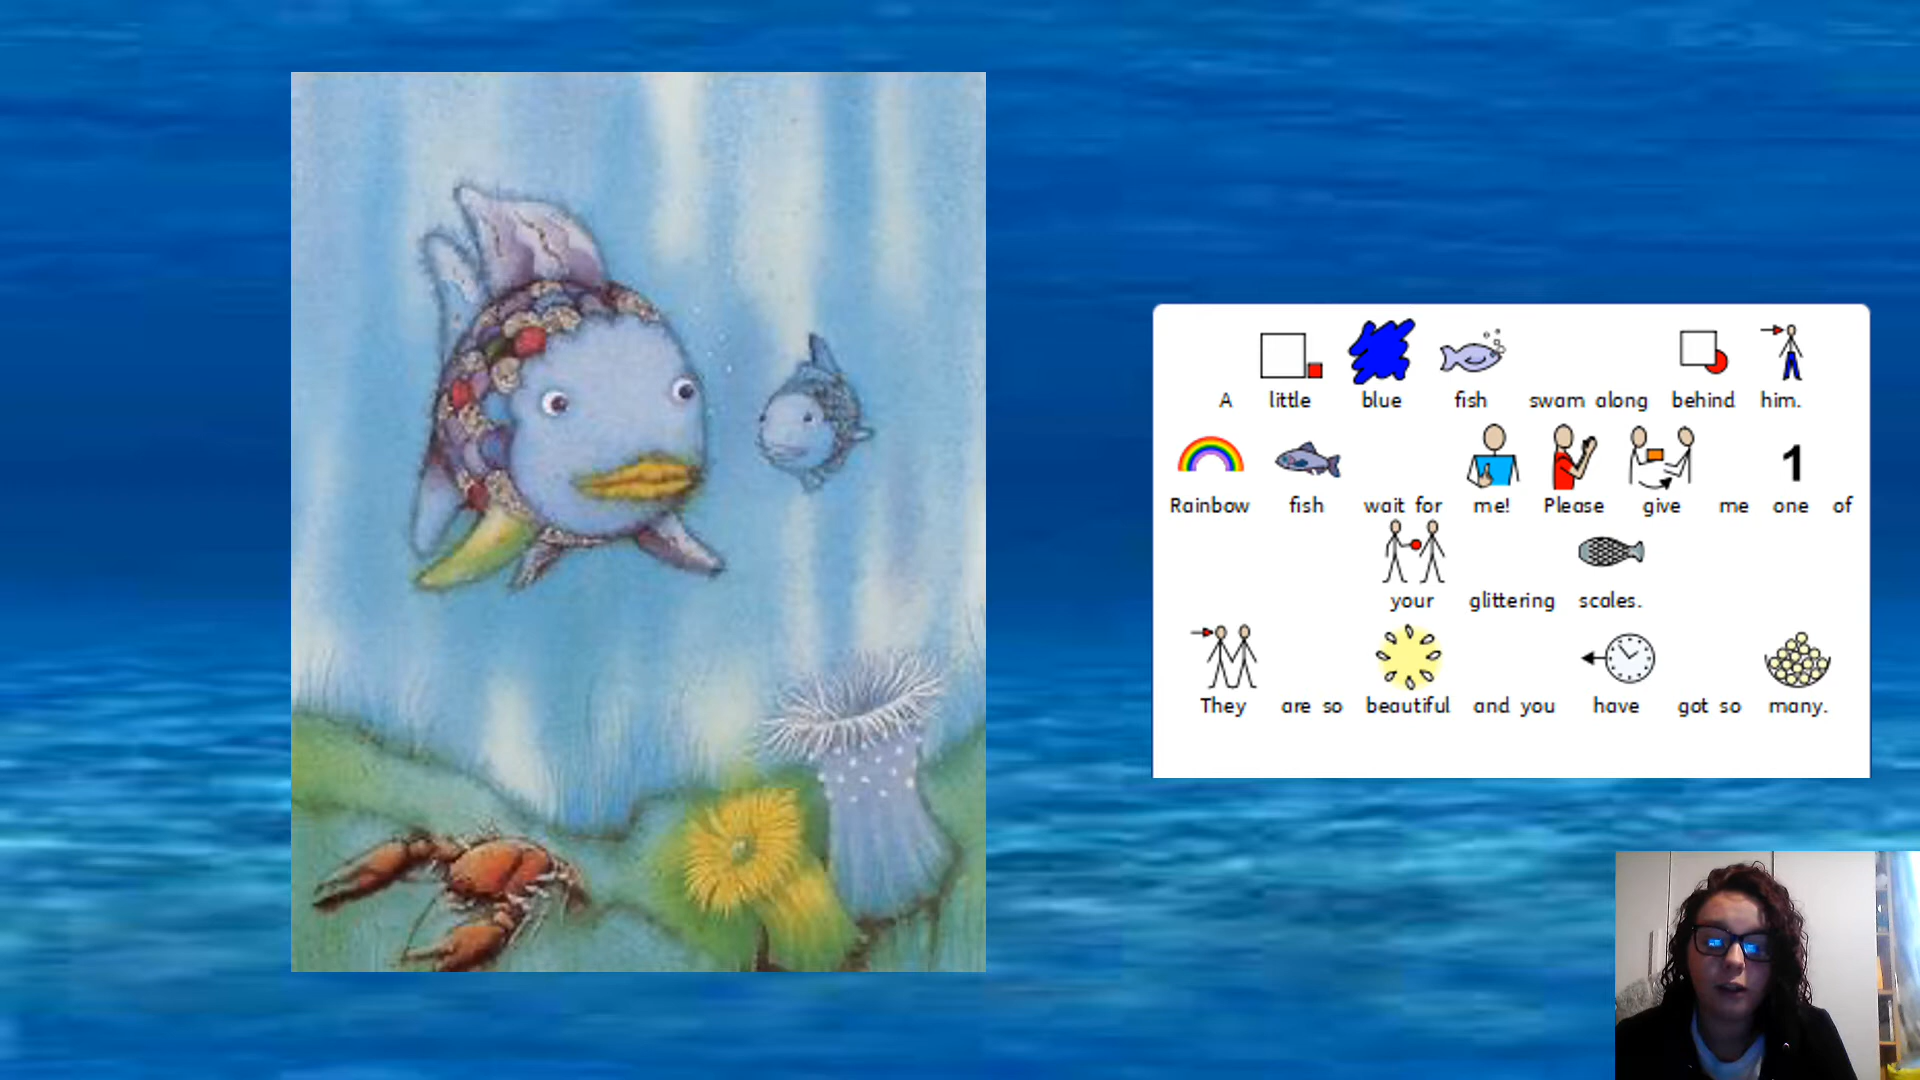 A little blue fish swam along behind him.
1
Rainbow fish wait for me! Please give me one of
your glittering scales.
They are so beautiful and you have got so many.